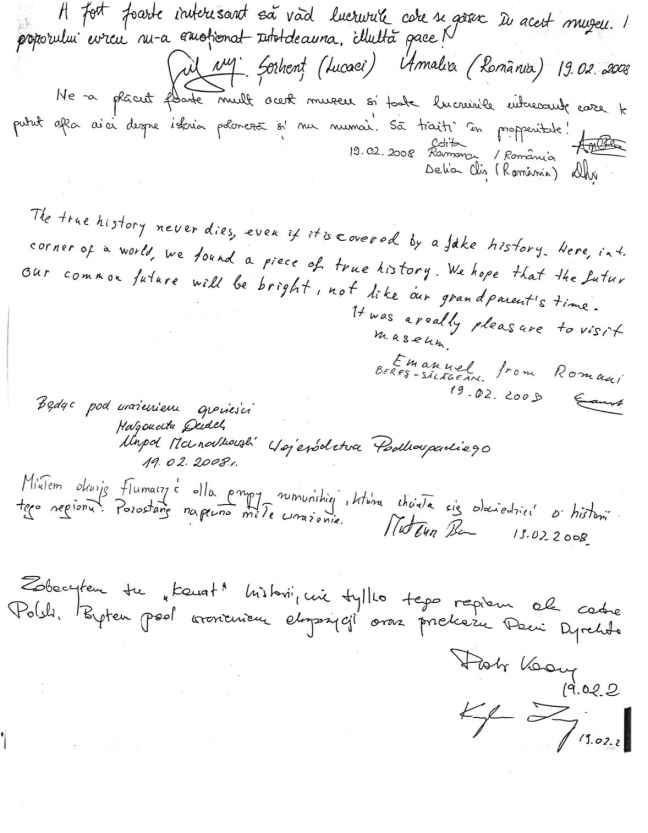 A fost foarte interesant să văd lucrurile care se găsesc în acest muzeu. I
poporului evreu m-a emoționat întotdeauna, multă pace!
Șerhenț (Lucaci) Amalia (România) 19.02.2008
Ne-a plăcut foarte mult acest muzeu și toate lucrurile interesante care le
putut afla aici despre istoria poloneză și nu numai. Să trăiți în prosperitate!
19.02.2008 Ramona / România
Delia Cliș (România)
The true history never dies, even if it is covered by a fake history. Here, in t.
corner of a world, we found a piece of true history. We hope that the futur
our common future will be bright, not like our grandparent's time.
It was a really pleasure to visit
museum.
Emanuel from Romani
BEREȘ-SĂLĂGEAN.
19.02.2008
Będąc pod wrażeniem
Małgorzata
Województwa Podkarpackiego
19.02.2008r.
Miałem okazję tłumaczyć dla grupy rumuńskiej, która chciała się dowiedzieć o historii
tego regionu. Pozostaną na pewno miłe wrażenia.
19.02.2008.
Zobaczyłem tu "kawał" historii, nie tylko tego regionu ale całej
Polski. Byłem pod wrażeniem ekspozycji oraz przekazu Pani Dyrekto
Piotr
19.02.2
19.02.2